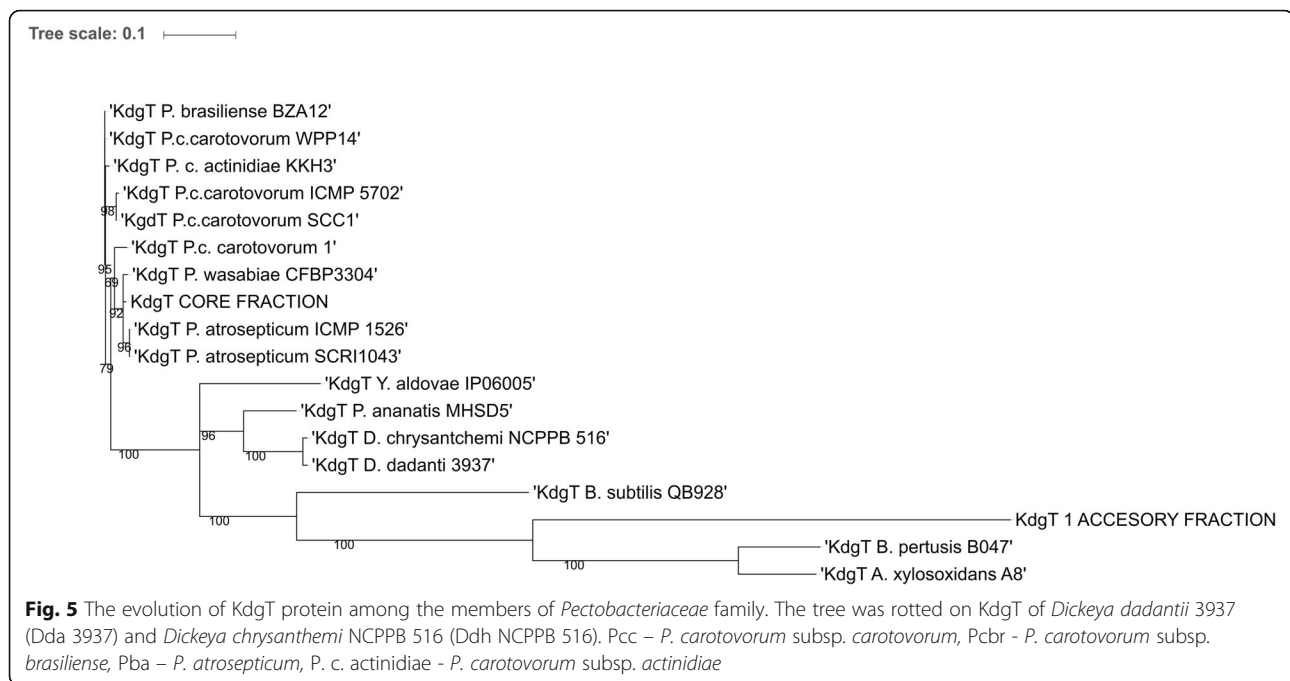 Tree scale: 0.1
'KdgT P. brasiliense BZA12'
'KdgT P.c.carotovorum WPP14'
'KdgT P. c. actinidiae KKH3'
'KdgT P.c.carotovorum ICMP 5702'
98
'KgdT P.c.carotovorum SCC1'
'KdgT P.c. carotovorum 1'
95
'KdgT P. wasabiae CFBP3304'
69
KdgT CORE FRACTION
92
'KdgT P. atrosepticum ICMP 1526'
96
'KdgT P. atrosepticum SCRI1043'
79
'KdgT Y. aldovae IP06005'
'KdgT P. ananatis MHSD5'
96
'KdgT D. chrysantchemi NCPPB 516'
100
100
'KdgT D. dadanti 3937'
'KdgT B. subtilis QB928'
100
KdgT 1 ACCESORY FRACTION
100
'KdgT B. pertusis B047'
100
'KdgT A. xylosoxidans A8'
Fig. 5 The evolution of KdgT protein among the members of Pectobacteriaceae family. The tree was rotted on KdgT of Dickeya dadantii 3937
(Dda 3937) and Dickeya chrysanthemi NCPPB 516 (Ddh NCPPB 516). Pcc – P. carotovorum subsp. carotovorum, Pcbr - P. carotovorum subsp.
brasiliense, Pba – P. atrosepticum, P. c. actinidiae - P. carotovorum subsp. actinidiae